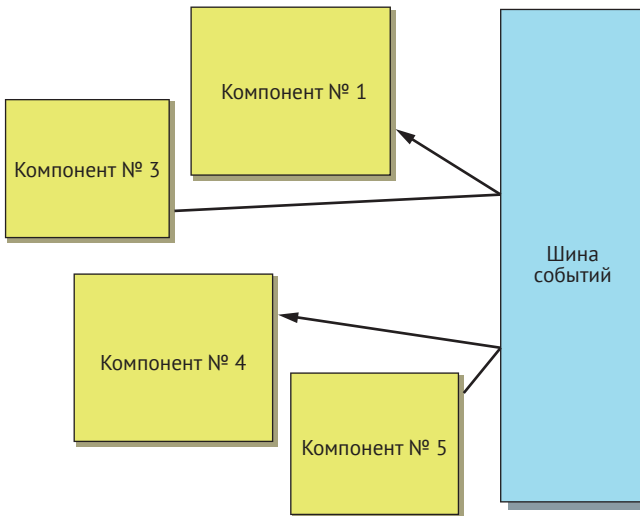 Компонент № 1
Компонент № 3
Шина
событий
Компонент № 4
Компонент № 5